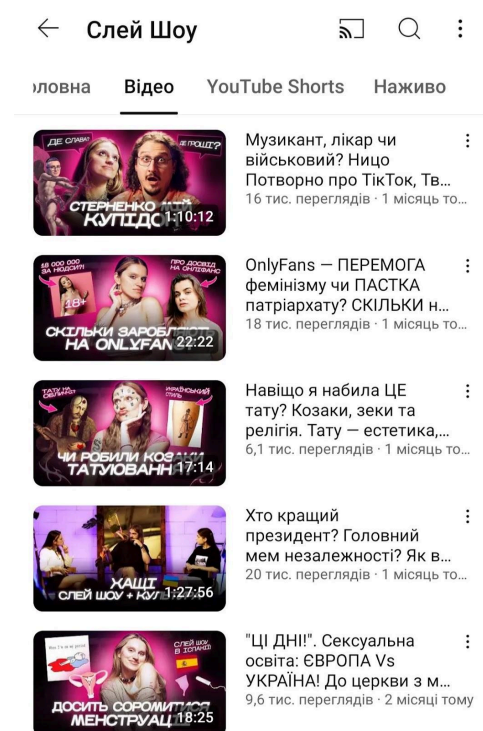 Слей Шоу
оловна Відео YouTube Shorts Наживо
ДЕ СЛАВА?
ДЕ ГРОШІ?
СТЕРНЕНКО МІЙ
КУПІДО
1:10:12
Музикант, лікар чи
військовий? Ницо
Потворно про ТікТок, Тв...
16 тис. переглядів · 1 місяць то...
18 000 000
ЗА НЮДСИ?!
ПРО ДОСВІД
НА ОНЛІФАНС
18+
СКІЛЬКИ ЗАРОБЛЯЮТЬ
НА ONLYFAN
22:22
OnlyFans — ПЕРЕМОГА
фемінізму чи ПАСТКА
патріархату? СКІЛЬКИ н...
18 тис. переглядів · 1 місяць то...
ТАТУ НА
ОБЛИЧЧІ?
УКРАЇНСЬКИЙ
СТИЛЬ
ЧИ РОБИЛИ КОЗАКИ
ТАТУЮВАНН
17:14
Навіщо я набила ЦЕ
тату? Козаки, зеки та
релігія. Тату — естетика,...
6,1 тис. переглядів · 1 місяць то...
ХАЩІ
СЛЕЙ ШОУ + КУЛ
1:27:56
Хто кращий
президент? Головний
мем незалежності? Як в...
20 тис. переглядів · 1 місяць то...
СЛЕЙ ШОУ
В ІСПАНІЇ
ДОСИТЬ СОРОМИТИСЯ
МЕНСТРУАЦ
18:25
"ЦІ ДНІ!". Сексуальна
освіта: ЄВРОПА Vs
УКРАЇНА! До церкви з м...
9,6 тис. переглядів · 2 місяці тому